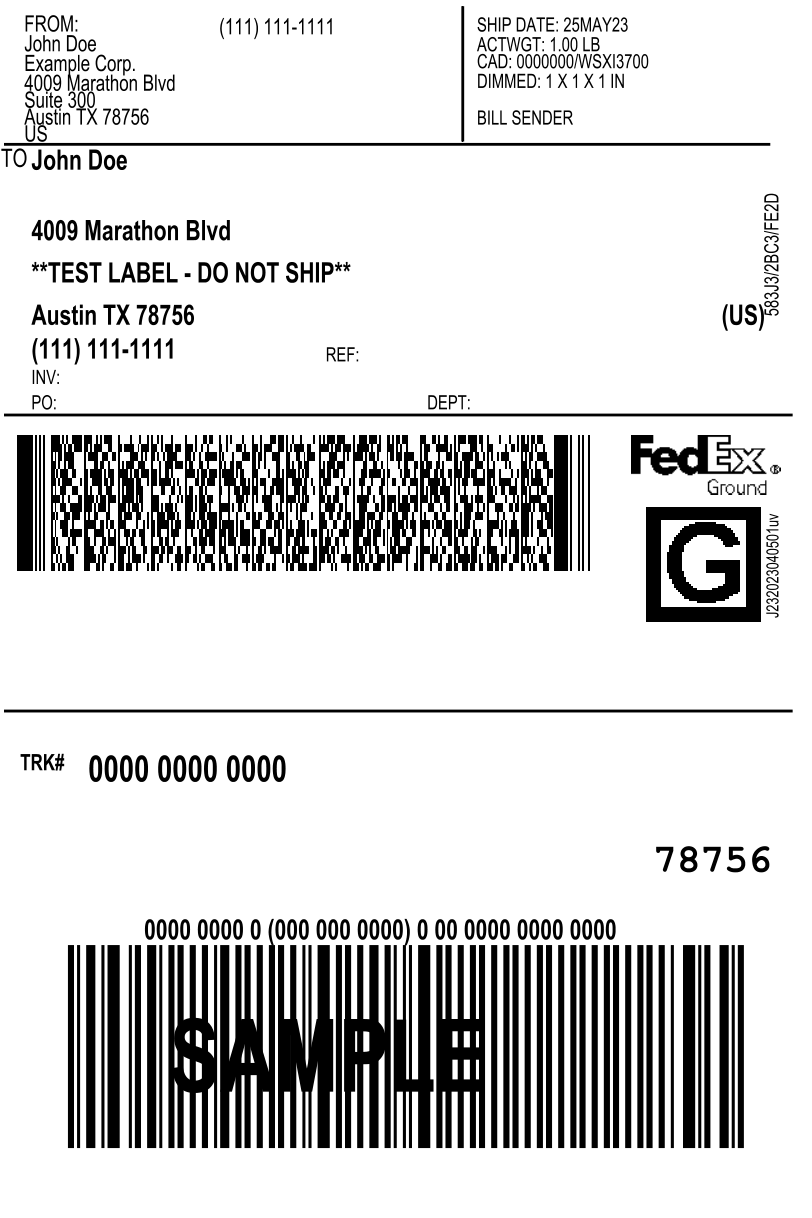 FROM: (111) 111-1111
John Doe
Example Corp.
4009 Marathon Blvd
Suite 300
Austin TX 78756
US
SHIP DATE: 25MAY23
ACTWGT: 1.00 LB
CAD: 0000000/WSXI3700
DIMMED: 1 X 1 X 1 IN
BILL SENDER
TO John Doe
4009 Marathon Blvd
**TEST LABEL - DO NOT SHIP**
Austin TX 78756 (US)
(111) 111-1111 REF:
INV:
PO: DEPT:
583J3/2BC3/FE2D
FedEx®
Ground
G
J232023040501uv
TRK# 0000 0000 0000
78756
0000 0000 0 (000 000 0000) 0 00 0000 0000 0000
SAMPLE